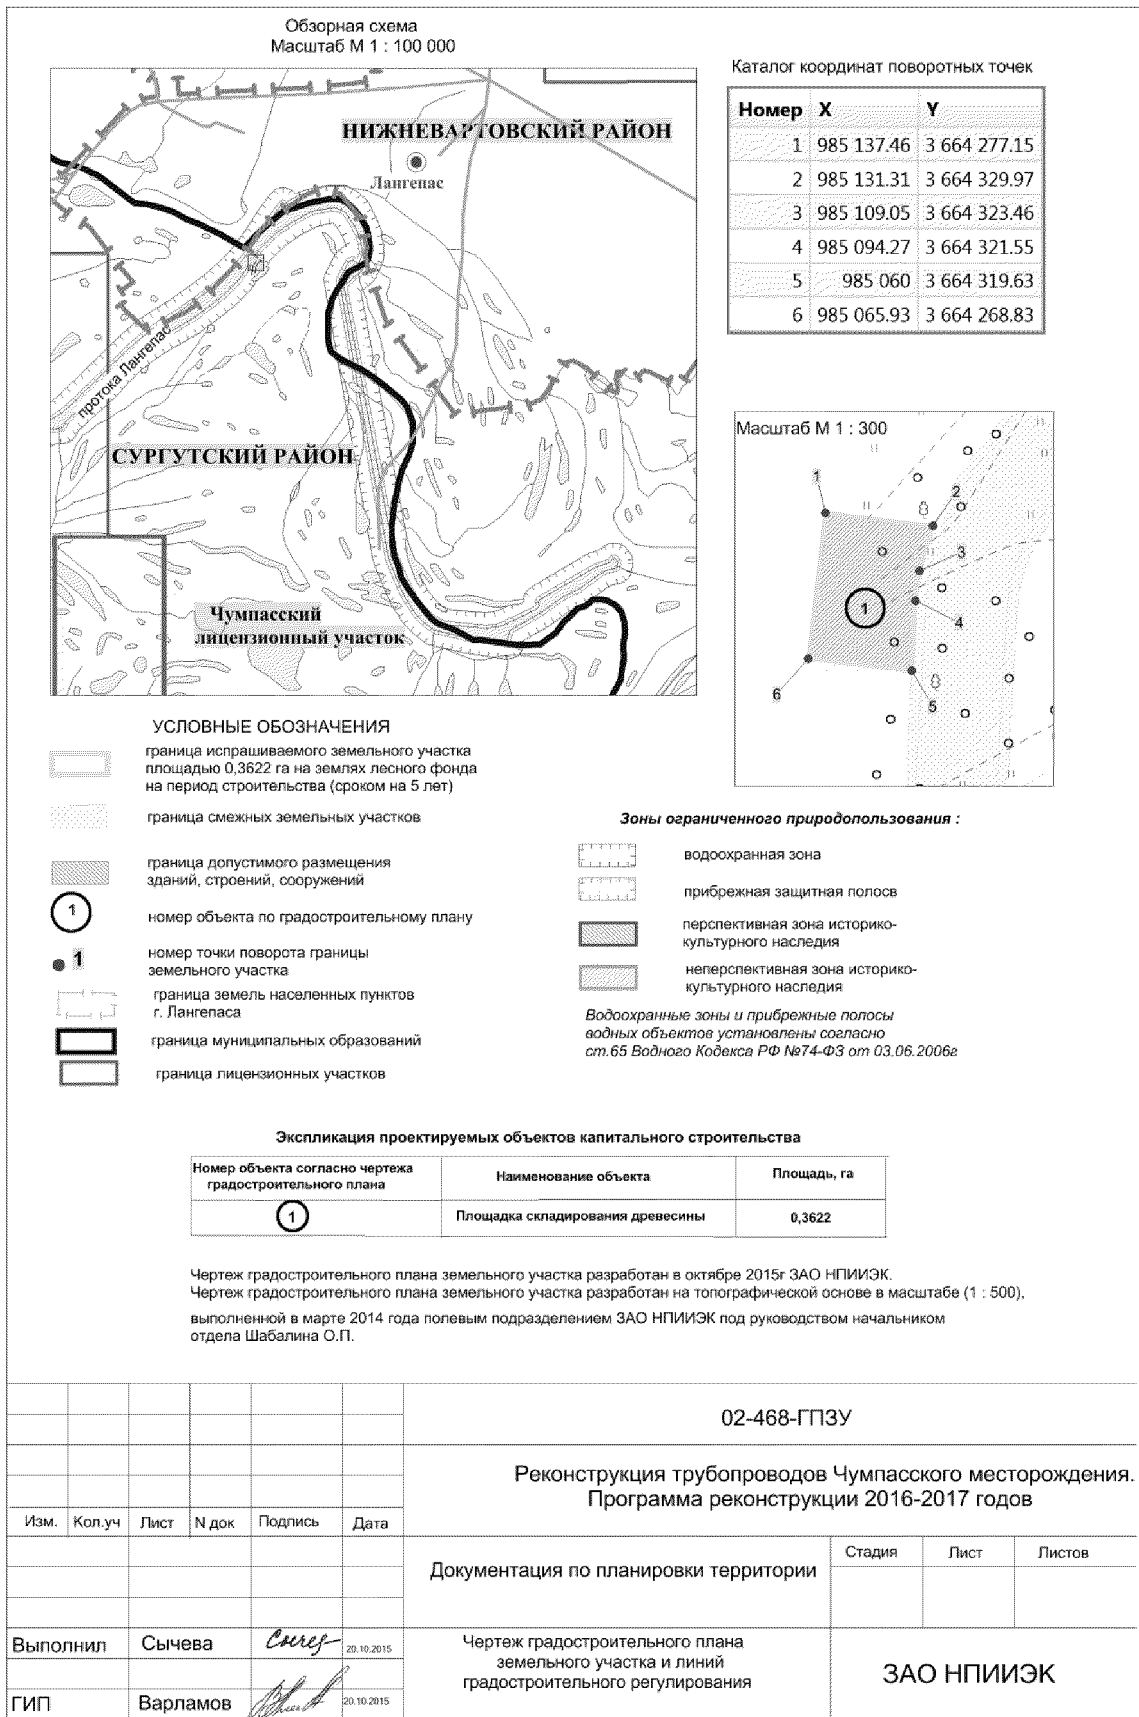 Обзорная схема
Масштаб М 1 : 100 000
НИЖНЕВАРТОВСКИЙ РАЙОН
Лангепас
протока Лангепас
СУРГУТСКИЙ РАЙОН
Чумпасский
лицензионный участок
Каталог координат поворотных точек
Номер X Y
1 985 137.46 3 664 277.15
2 985 131.31 3 664 329.97
3 985 109.05 3 664 323.46
4 985 094.27 3 664 321.55
5 985 060 3 664 319.63
6 985 065.93 3 664 268.83
Масштаб М 1 : 300
1
2
3
1
4
6
5
УСЛОВНЫЕ ОБОЗНАЧЕНИЯ
граница испрашиваемого земельного участка
площадью 0,3622 га на землях лесного фонда
на период строительства (сроком на 5 лет)
граница смежных земельных участков
граница допустимого размещения
зданий, строений, сооружений
1
номер объекта по градостроительному плану
1
номер точки поворота границы
земельного участка
граница земель населенных пунктов
г. Лангепаса
граница муниципальных образований
граница лицензионных участков
Зоны ограниченного природопользования :
водоохранная зона
прибрежная защитная полосв
перспективная зона историко-
культурного наследия
неперспективная зона историко-
культурного наследия
Водоохранные зоны и прибрежные полосы
водных объектов установлены согласно
ст.65 Водного Кодекса РФ №74-ФЗ от 03.06.2006г
Экспликация проектируемых объектов капитального строительства
Номер объекта согласно чертежа
градостроительного плана
Наименование объекта
Площадь, га
1
Площадка складирования древесины
0,3622
Чертеж градостроительного плана земельного участка разработан в октябре 2015г ЗАО НПИИЭК.
Чертеж градостроительного плана земельного участка разработан на топографической основе в масштабе (1 : 500),
выполненной в марте 2014 года полевым подразделением ЗАО НПИИЭК под руководством начальником
отдела Шабалина О.П.
02-468-ГПЗУ
Реконструкция трубопроводов Чумпасского месторождения.
Программа реконструкции 2016-2017 годов
Изм. Кол.уч Лист N док Подпись Дата
Документация по планировки территории
Стадия Лист Листов
Выполнил Сычева 20.10.2015
Чертеж градостроительного плана
земельного участка и линий
градостроительного регулирования
ЗАО НПИИЭК
ГИП Варламов 20.10.2015